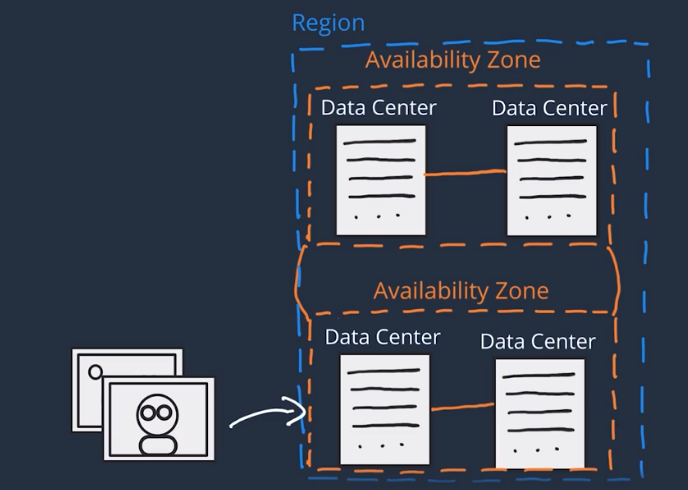 Region
Availability Zone
Data Center
Data Center
Availability Zone
Data Center
Data Center